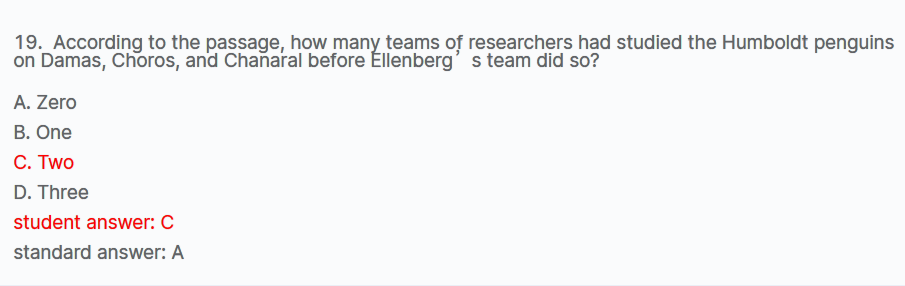 19. According to the passage, how many teams of researchers had studied the Humboldt penguins
on Damas, Choros, and Chanaral before Ellenberg’ s team did so?
A. Zero
B. One
C. Two
D. Three
student answer: C
standard answer: A